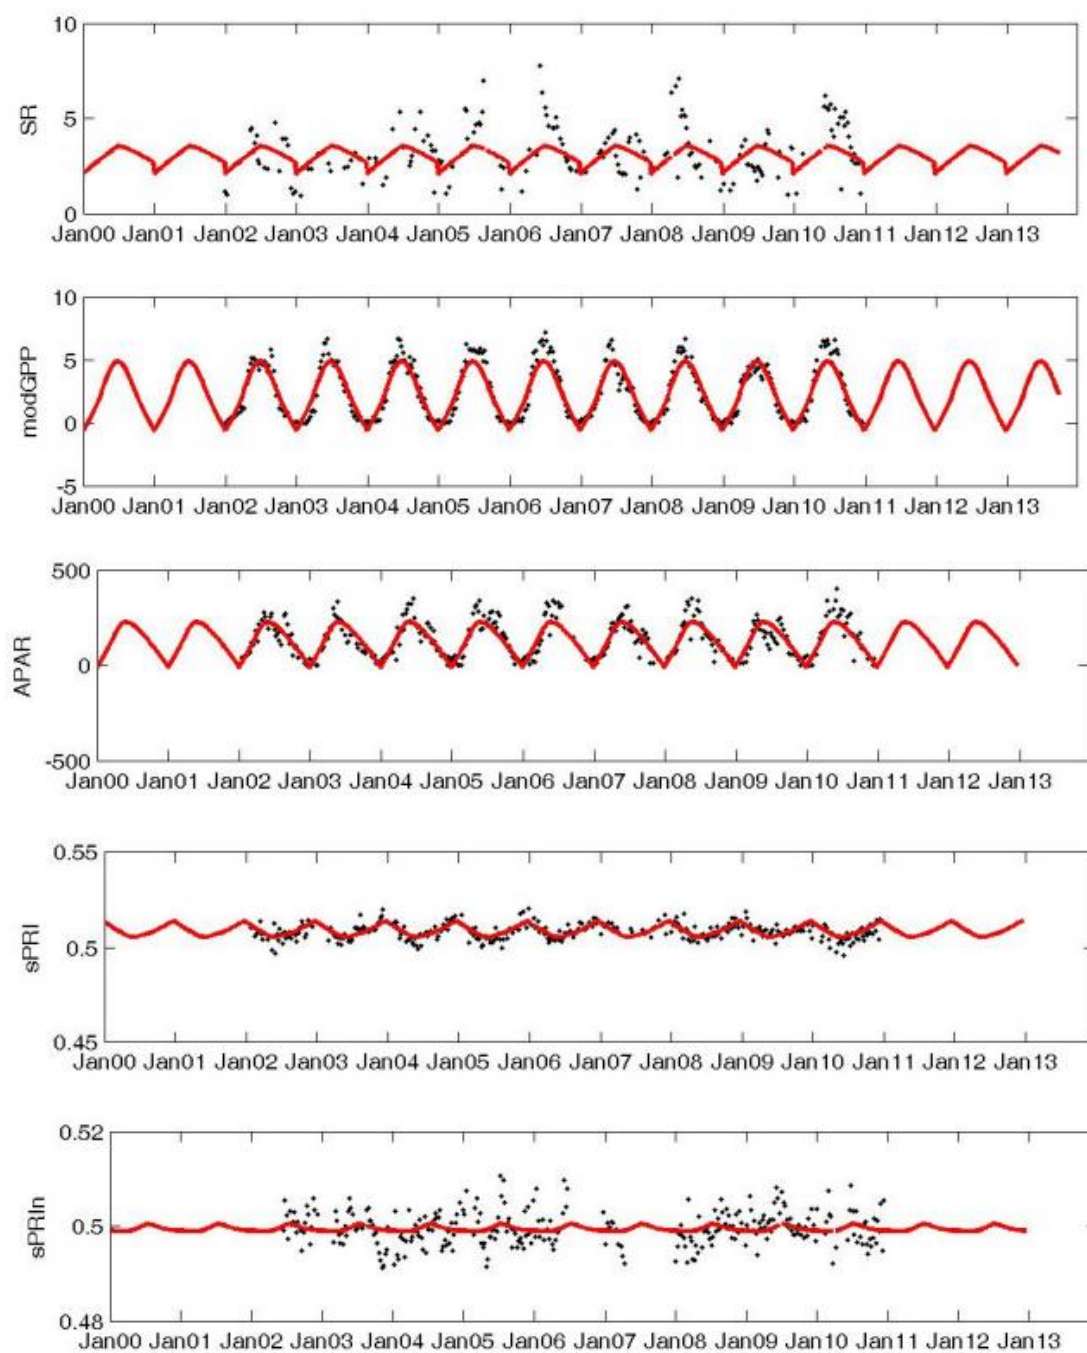 10
SR
5
0
Jan00 Jan01 Jan02 Jan03 Jan04 Jan05 Jan06 Jan07 Jan08 Jan09 Jan10 Jan11 Jan12 Jan13
10
modGPP
5
0
-5
Jan00 Jan01 Jan02 Jan03 Jan04 Jan05 Jan06 Jan07 Jan08 Jan09 Jan10 Jan11 Jan12 Jan13
500
APAR
0
-500
Jan00 Jan01 Jan02 Jan03 Jan04 Jan05 Jan06 Jan07 Jan08 Jan09 Jan10 Jan11 Jan12 Jan13
0.55
sPRI
0.5
0.45
Jan00 Jan01 Jan02 Jan03 Jan04 Jan05 Jan06 Jan07 Jan08 Jan09 Jan10 Jan11 Jan12 Jan13
0.52
sPRIn
0.5
0.48
Jan00 Jan01 Jan02 Jan03 Jan04 Jan05 Jan06 Jan07 Jan08 Jan09 Jan10 Jan11 Jan12 Jan13